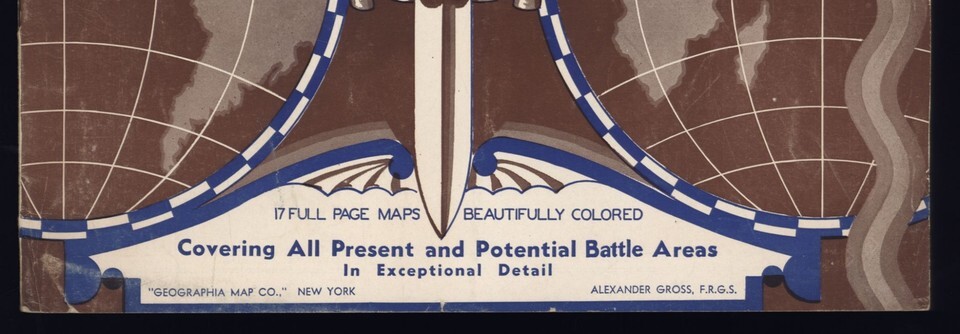 17 FULL PAGE MAPS BEAUTIFULLY COLORED
Covering All Present and Potential Battle Areas
In Exceptional Detail
"GEOGRAPHIA MAP CO.," NEW YORK ALEXANDER GROSS, F.R.G.S.